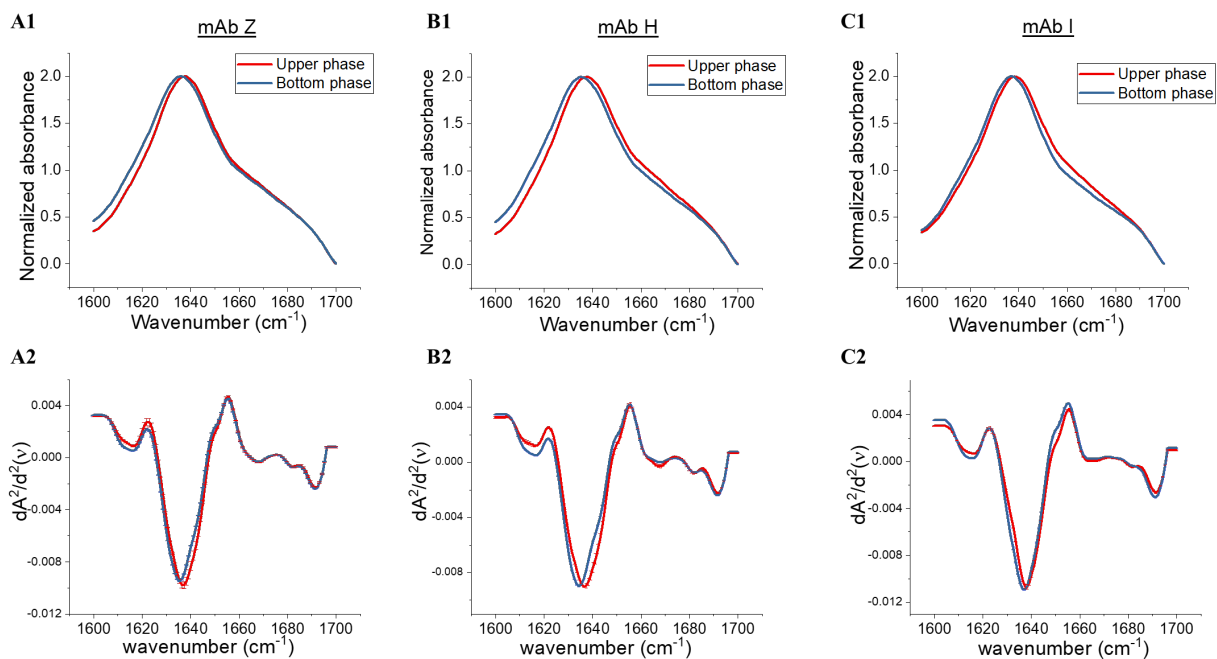 A1
mAb Z
Upper phase
Bottom phase
Normalized absorbance
2.0
1.5
1.0
0.5
0.0
1600 1620 1640 1660 1680 1700
Wavenumber (cm⁻¹)
B1
mAb H
Upper phase
Bottom phase
Normalized absorbance
2.0
1.5
1.0
0.5
0.0
1600 1620 1640 1660 1680 1700
Wavenumber (cm⁻¹)
C1
mAb I
Upper phase
Bottom phase
Normalized absorbance
2.0
1.5
1.0
0.5
0.0
1600 1620 1640 1660 1680 1700
Wavenumber (cm⁻¹)
A2
dA²/d²(ν)
0.004
0.000
-0.004
-0.008
-0.012
1600 1620 1640 1660 1680 1700
wavenumber (cm⁻¹)
B2
dA²/d²(ν)
0.004
0.000
-0.004
-0.008
1600 1620 1640 1660 1680 1700
wavenumber (cm⁻¹)
C2
dA²/d²(ν)
0.004
0.000
-0.004
-0.008
-0.012
1600 1620 1640 1660 1680 1700
wavenumber (cm⁻¹)